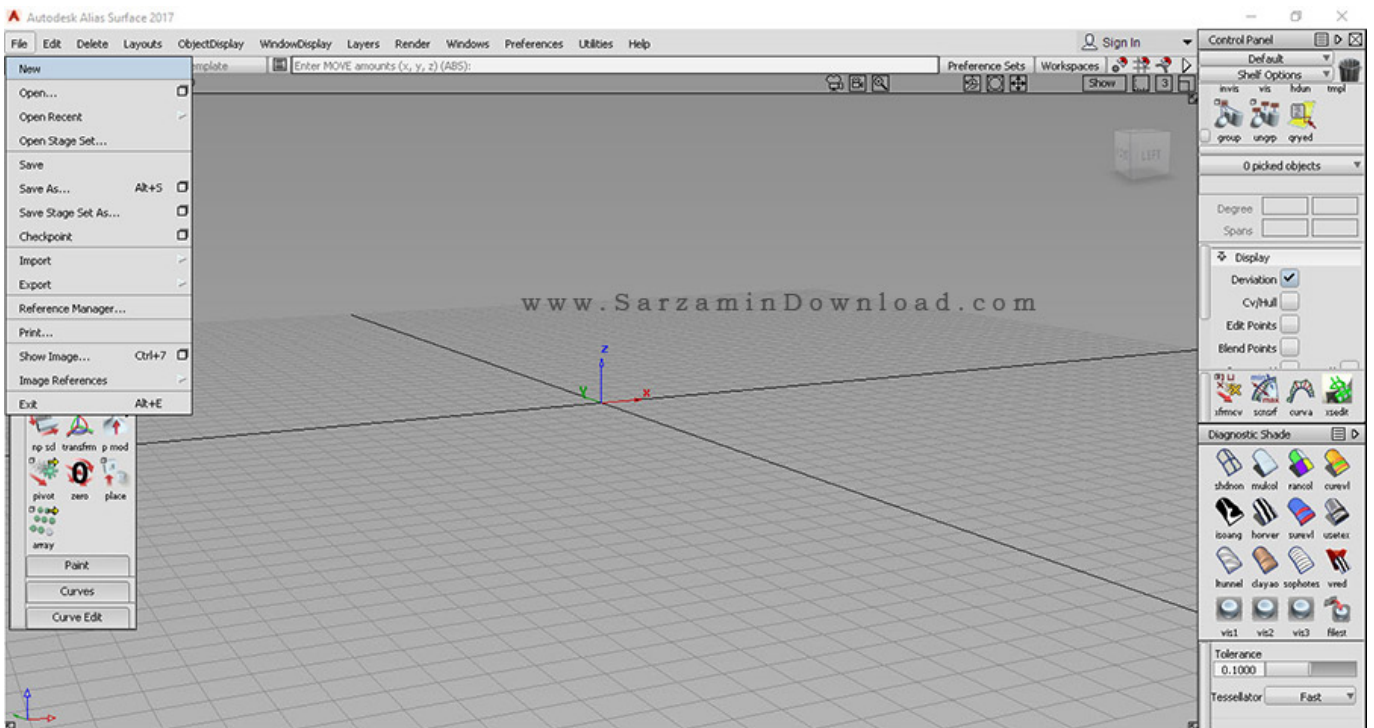 Autodesk Alias Surface 2017
File Edit Delete Layouts ObjectDisplay WindowDisplay Layers Render Windows Preferences Utilities Help
Sign In
Enter MOVE amounts (x, y, z) (ABS):
Preference Sets Workspaces
Show
3
New
Open...
Open Recent
Open Stage Set...
Save
Save As... Alt+S
Save Stage Set As...
Checkpoint
Import
Export
Reference Manager...
Print...
Show Image... Ctrl+7
Image References
Exit Alt+E
np scl transfrm p mod
pivot zero place
array
Paint
Curves
Curve Edit
LEFT
www.SarzaminDownload.com
z
Y
x
Control Panel
Default
Shelf Options
invis vis hdun tmpl
group ungrp qryed
0 picked objects
Degree
Spans
Display
Deviation
Cv/Hull
Edit Points
Blend Points
xfrmcv scnsrf curva xsedit
Diagnostic Shade
shdnon mulcol rancol curevl
isoang horver surevl usetex
ltunnel clayao sophotes vred
vis1 vis2 vis3 filest
Tolerance
0.1000
Tessellator Fast